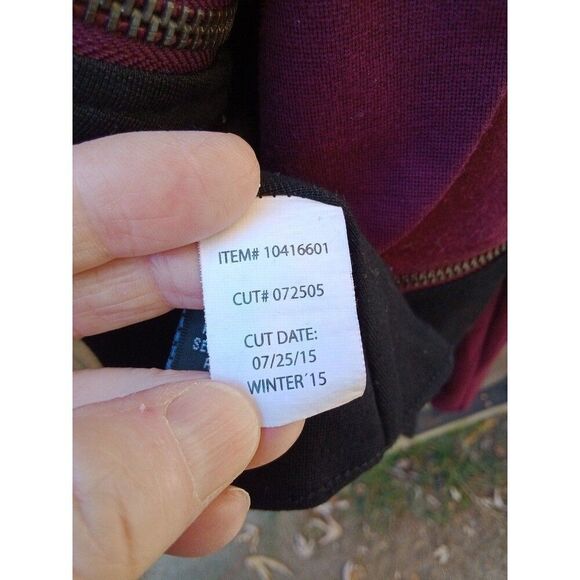 ITEM# 10416601
CUT# 072505
CUT DATE:
07/25/15
WINTER´15